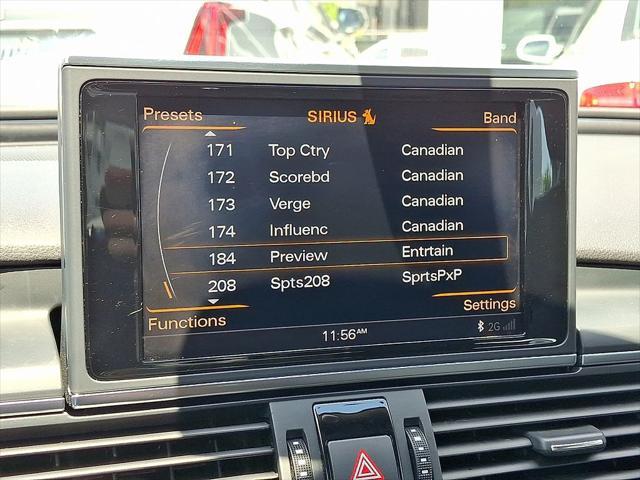 Presets SIRIUS Band
171 Top Ctry Canadian
172 Scorebd Canadian
173 Verge Canadian
174 Influenc Canadian
184 Preview Entrtain
208 Spts208 SprtsPxP
Functions Settings
11:56AM 2G